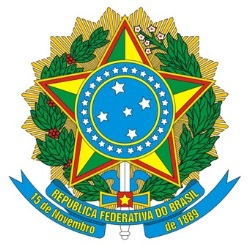 REPÚBLICA FEDERATIVA DO BRASIL
15 de Novembro
de 1889